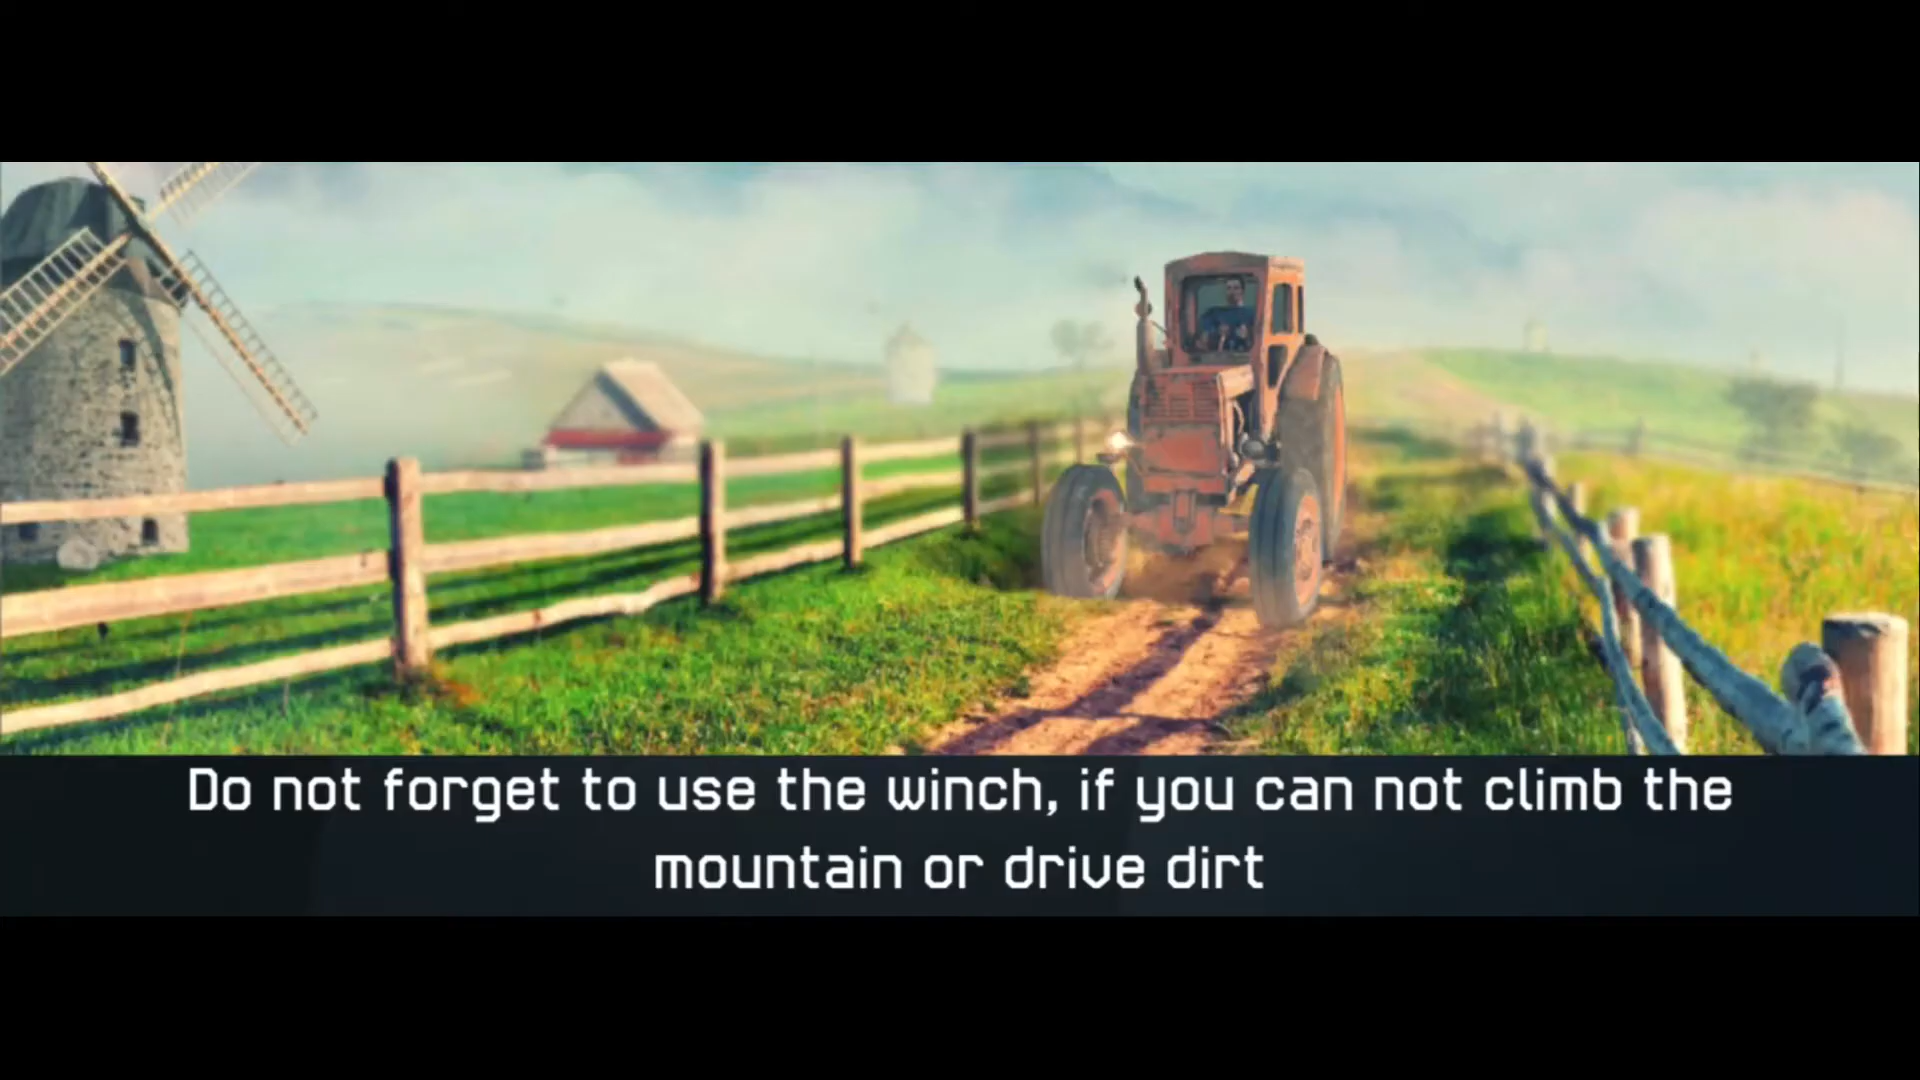 Do not forget to use the winch, if you can not climb the
mountain or drive dirt